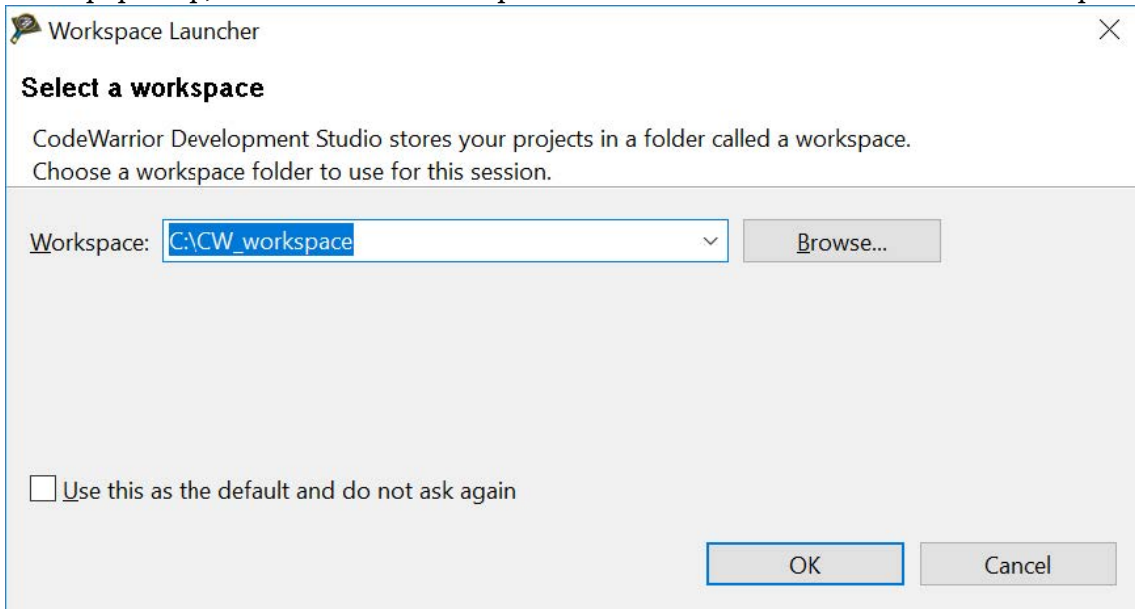 Workspace Launcher
Select a workspace
CodeWarrior Development Studio stores your projects in a folder called a workspace.
Choose a workspace folder to use for this session.
Workspace: C:\CW_workspace Browse...
Use this as the default and do not ask again
OK Cancel